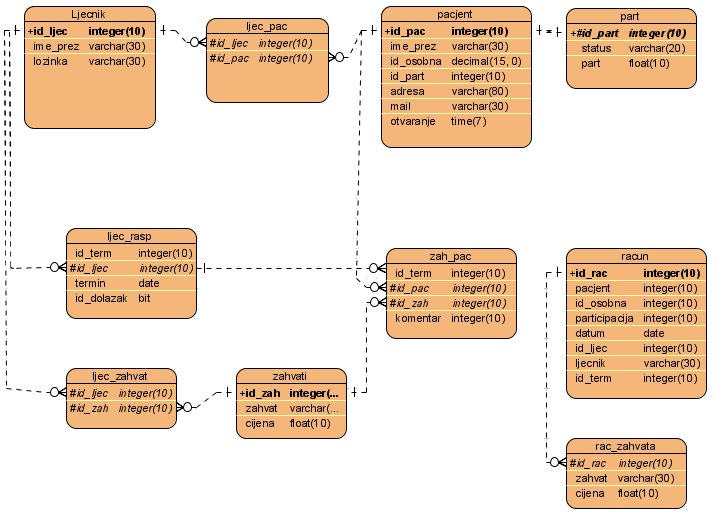 Ljecnik
+id_ljec integer(10)
ime_prez varchar(30)
lozinka varchar(30)
ljec_pac
#id_ljec integer(10)
#id_pac integer(10)
pacjent
+id_pac integer(10)
ime_prez varchar(30)
id_osobna decimal(15, 0)
id_part integer(10)
adresa varchar(80)
mail varchar(30)
otvaranje time(7)
part
+#id_part integer(10)
status varchar(20)
part float(10)
ljec_rasp
id_term integer(10)
#id_ljec integer(10)
termin date
id_dolazak bit
zah_pac
id_term integer(10)
#id_pac integer(10)
#id_zah integer(10)
komentar integer(10)
racun
+id_rac integer(10)
pacjent integer(10)
id_osobna integer(10)
participacija integer(10)
datum date
id_ljec integer(10)
ljecnik varchar(30)
id_term integer(10)
ljec_zahvat
#id_ljec integer(10)
#id_zah integer(10)
zahvati
+id_zah integer(...
zahvat varchar(...
cijena float(10)
rac_zahvata
#id_rac integer(10)
zahvat varchar(30)
cijena float(10)